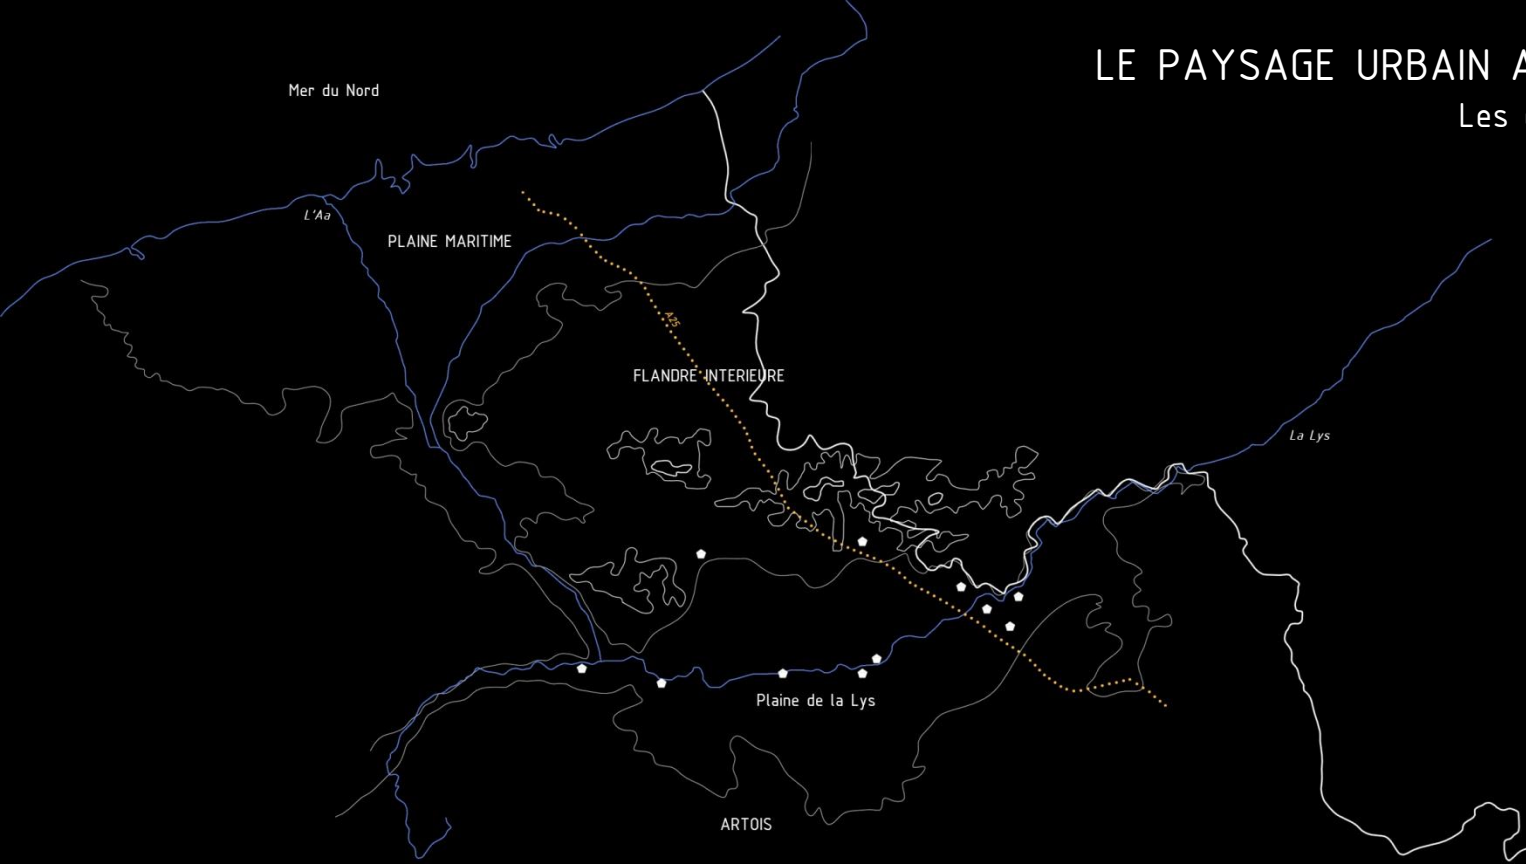 LE PAYSAGE URBAIN A
Les
Mer du Nord
L'Aa
PLAINE MARITIME
A25
FLANDRE INTERIEURE
La Lys
Plaine de la Lys
ARTOIS